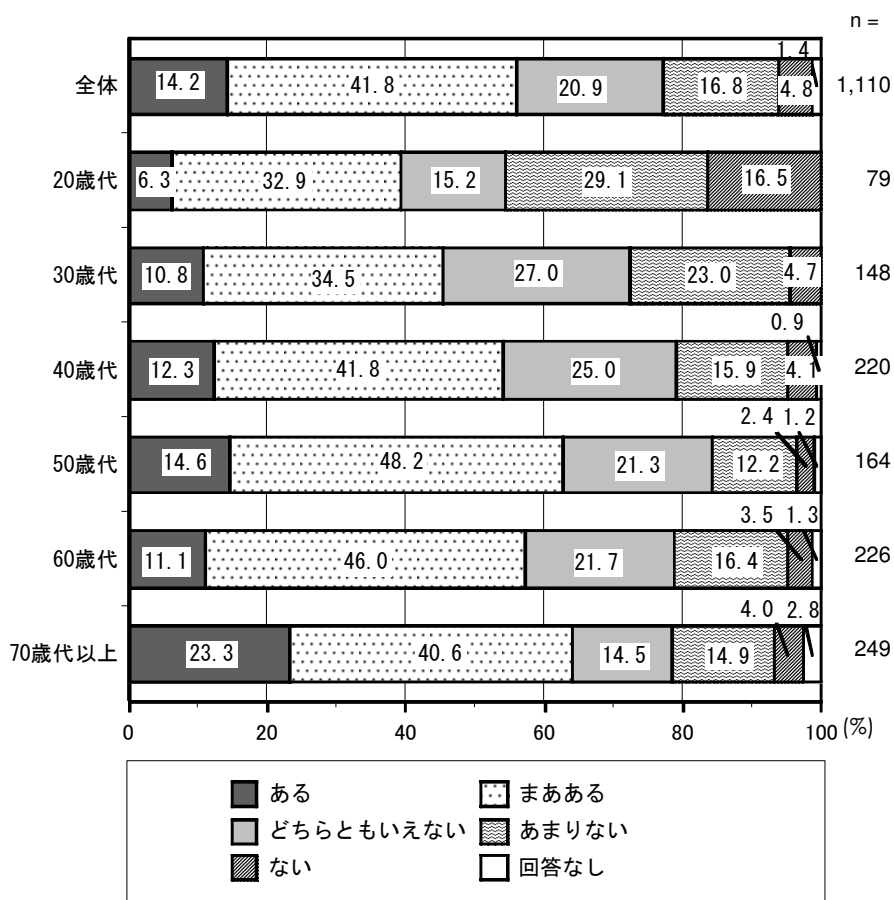 n =
1.4
全体 14.2 41.8 20.9 16.8 4.8 1,110
20歳代 6.3 32.9 15.2 29.1 16.5 79
30歳代 10.8 34.5 27.0 23.0 4.7 148
0.9
40歳代 12.3 41.8 25.0 15.9 4.1 220
2.4 1.2
50歳代 14.6 48.2 21.3 12.2 164
3.5 1.3
60歳代 11.1 46.0 21.7 16.4 226
4.0 2.8
70歳代以上 23.3 40.6 14.5 14.9 249
0 20 40 60 80 100 (%)
ある まあある
どちらともいえない あまりない
ない 回答なし